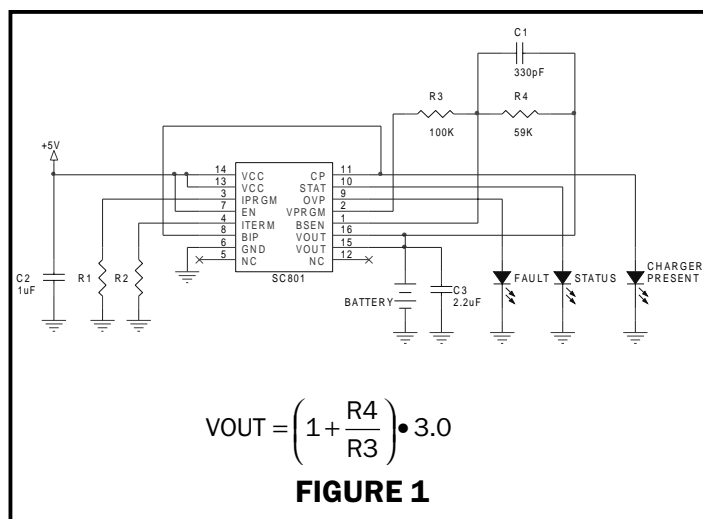 C1
330pF
R3
R4
100K
59K
+5V
14 VCC CP 11
13 VCC STAT 10
3 IPRGM OVP 9
7 EN VPRGM 2
4 ITERM BSEN 1
8 BIP VOUT 16
6 GND VOUT 15
5 NC NC 12
SC801
C2
1uF
R1
R2
C3
2.2uF
BATTERY
FAULT
STATUS
CHARGER
PRESENT
VOUT = (1 + R4/R3) • 3.0
FIGURE 1